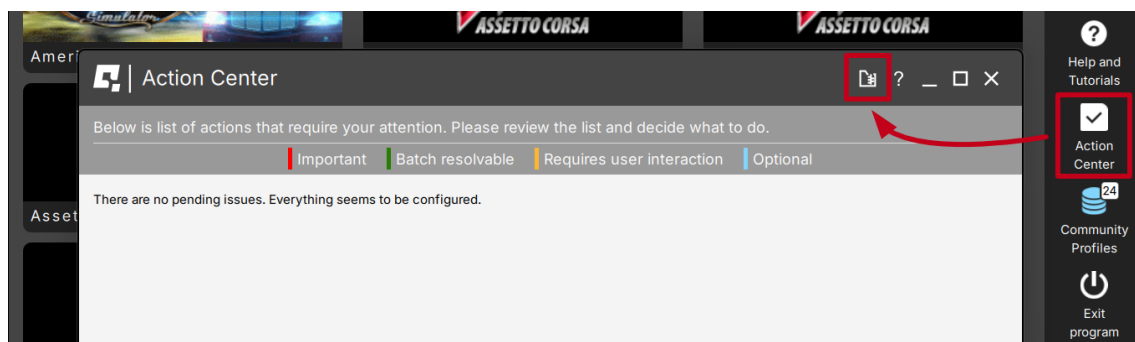 Simulator
ASSETTO CORSA
ASSETTO CORSA
Ameri
Action Center
?
Below is list of actions that require your attention. Please review the list and decide what to do.
Important
Batch resolvable
Requires user interaction
Optional
There are no pending issues. Everything seems to be configured.
Asset
?
Help and
Tutorials
Action
Center
24
Community
Profiles
Exit
program